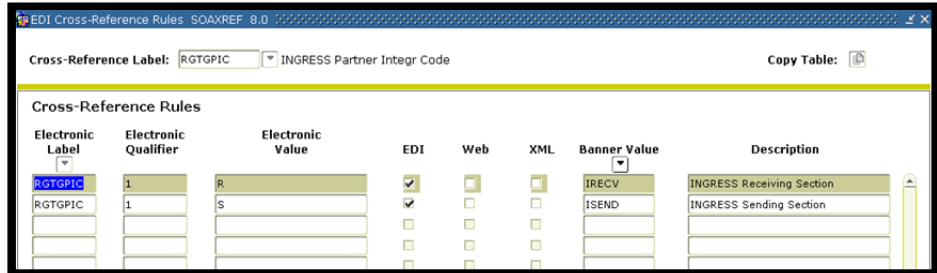 EDI Cross-Reference Rules SOAXREF 8.0
Cross-Reference Label: RGTGPIC INGRESS Partner Integr Code Copy Table:
Cross-Reference Rules
Electronic Electronic Electronic
Label Qualifier Value EDI Web XML Banner Value Description
RGTGPIC 1 R IRECV INGRESS Receiving Section
RGTGPIC 1 S ISEND INGRESS Sending Section